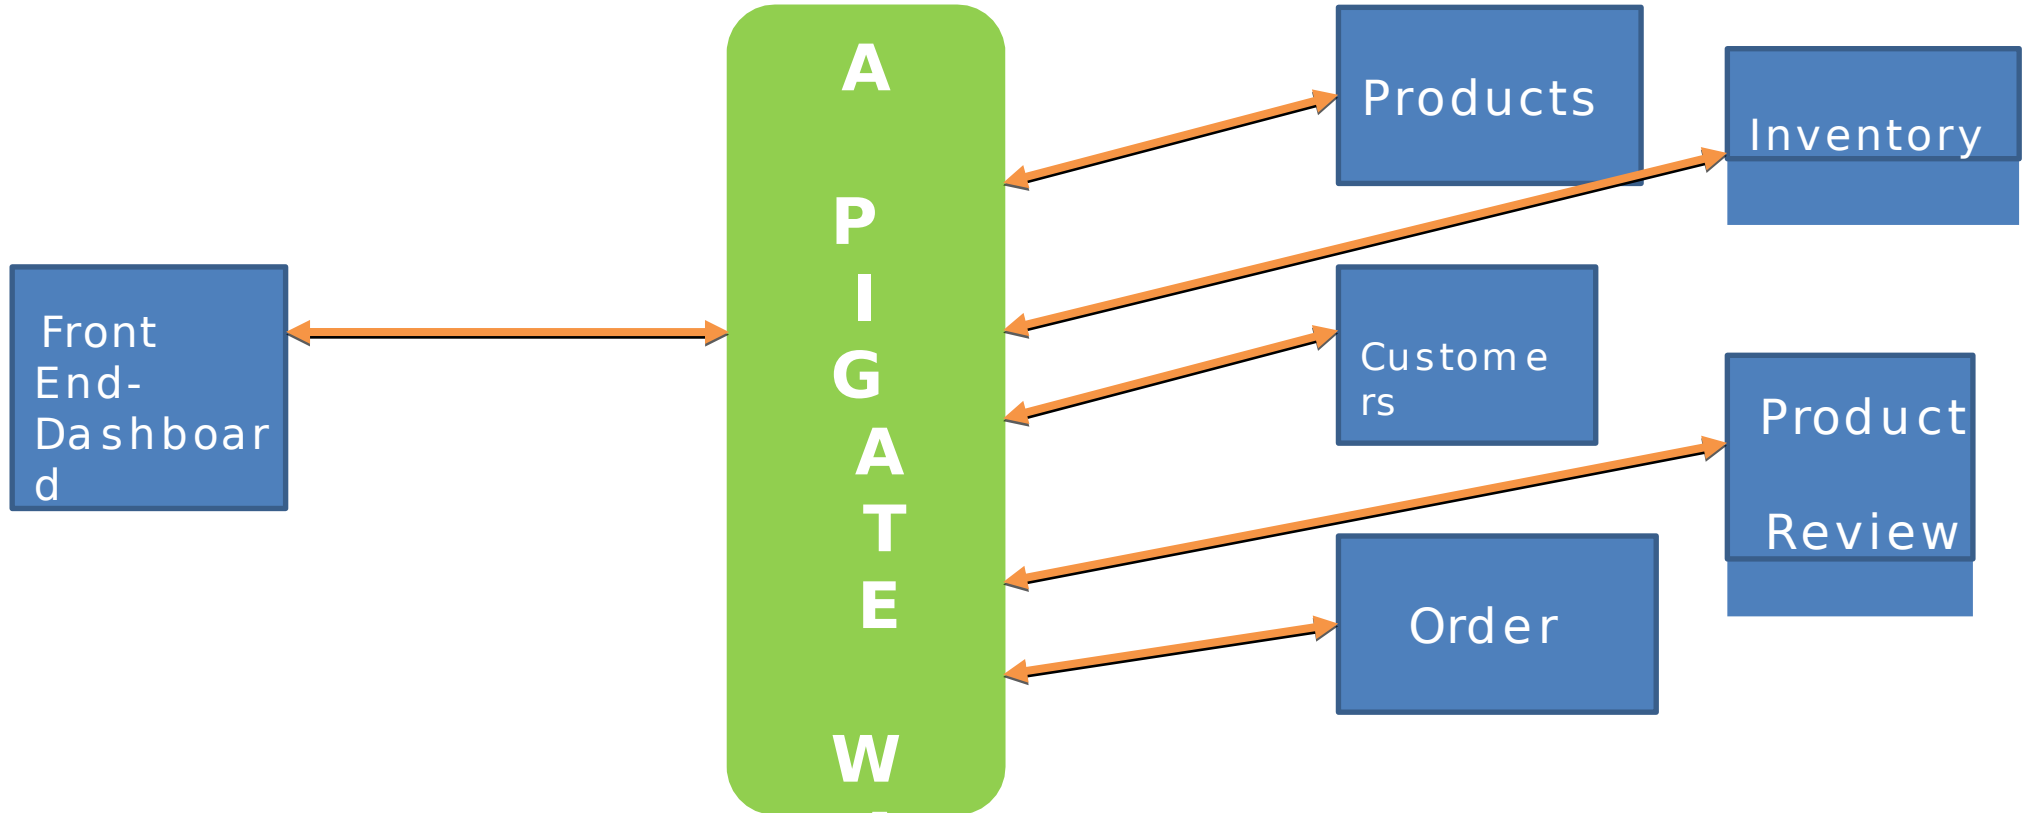 Front
End-
Dashboar
d
A
P
I
G
A
T
E
W
Products
Inventory
Custome
rs
Product
Review
Order